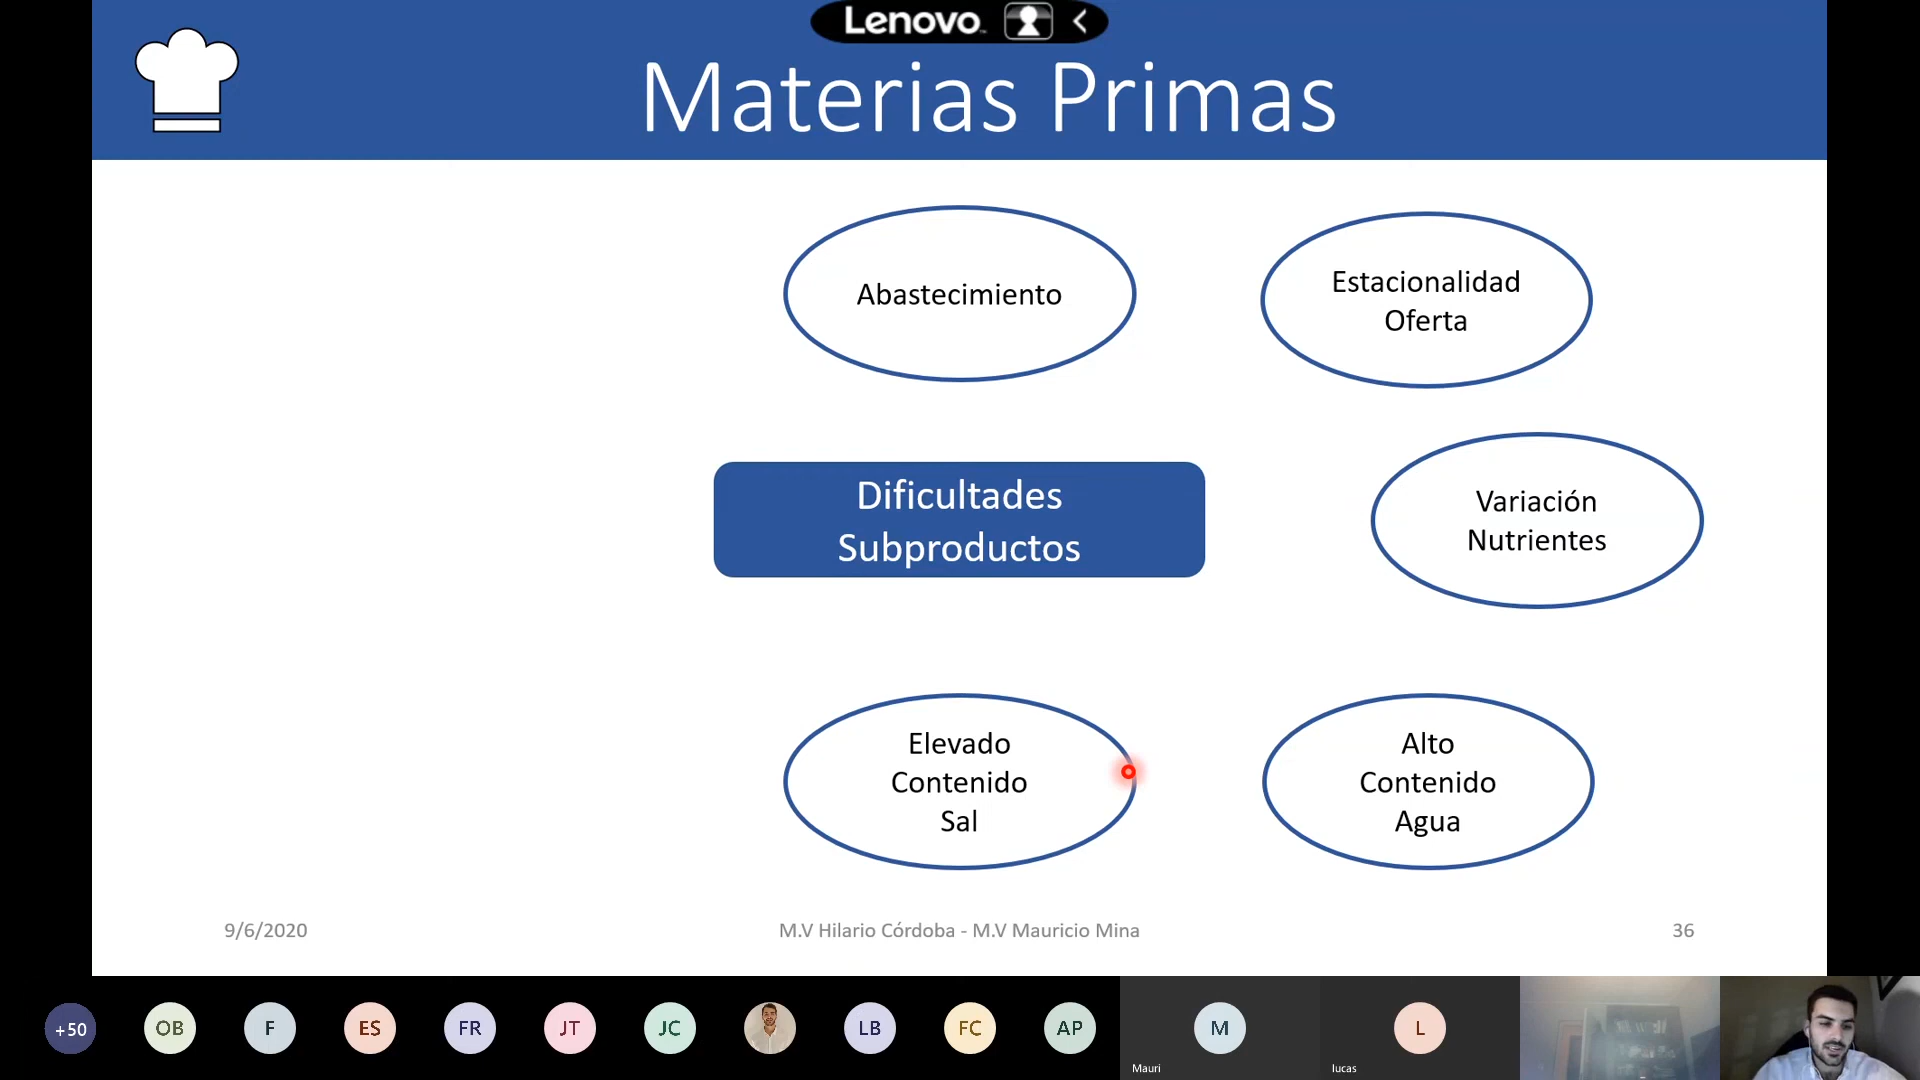 Lenovo
Materias Primas
Abastecimiento
Estacionalidad
Oferta
Dificultades
Subproductos
Variación
Nutrientes
Elevado
Contenido
Sal
Alto
Contenido
Agua
9/6/2020
M.V Hilario Córdoba - M.V Mauricio Mina
36
+50
OB
F
ES
FR
JT
JC
LB
FC
AP
M
Mauri
L
lucas